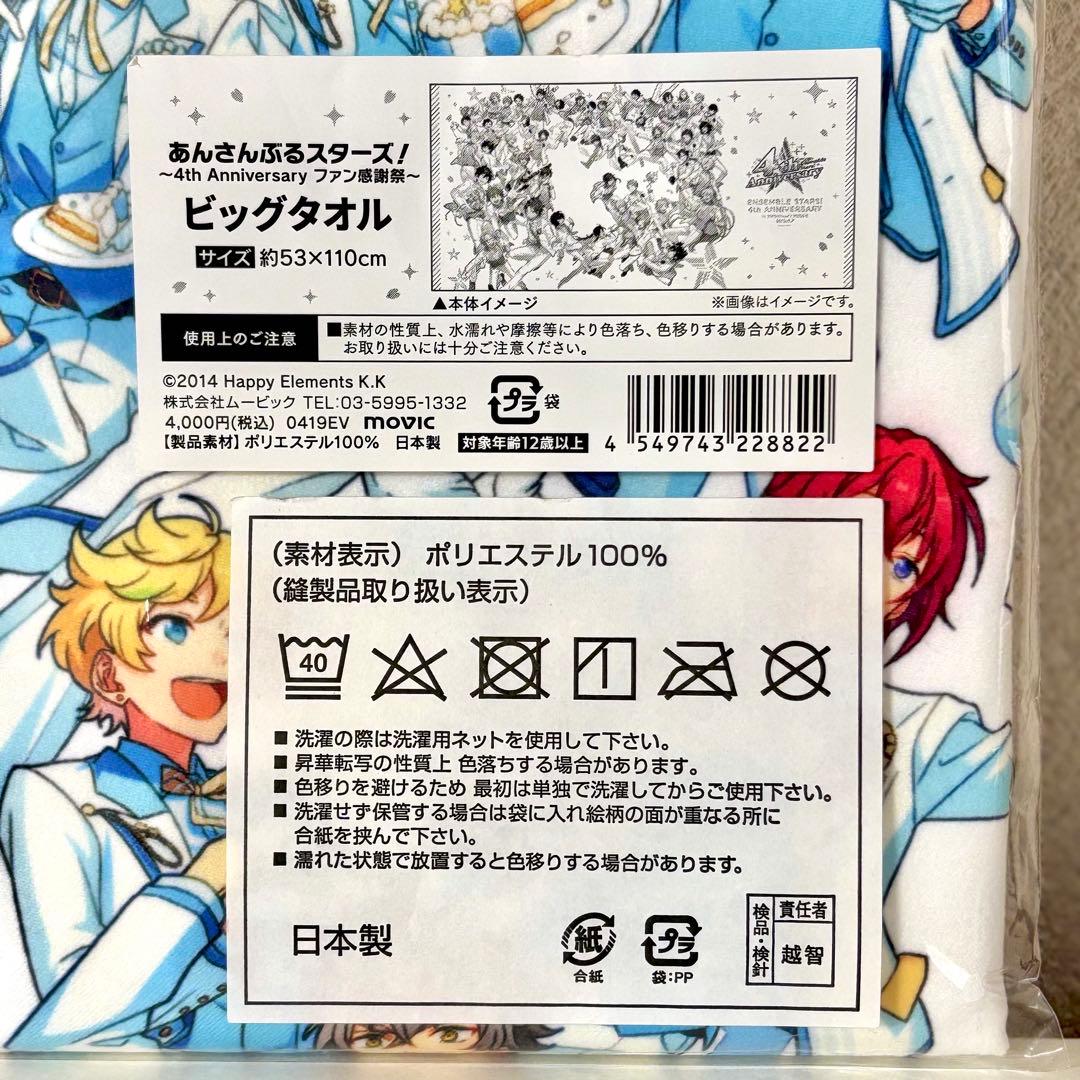 あんさんぶるスターズ!
~4th Anniversary ファン感謝祭~
ビッグタオル
サイズ 約53×110cm
4th Anniversary
ENSEMBLE STARS!
4th ANNIVERSARY
▲本体イメージ
※画像はイメージです。
使用上のご注意
■素材の性質上、水濡れや摩擦等により色落ち、色移りする場合があります。
お取り扱いには十分ご注意ください。
©2014 Happy Elements K.K
株式会社ムービック TEL:03-5995-1332
4,000円(税込) 0419EV movic
【製品素材】ポリエステル100% 日本製
対象年齢12歳以上
プラ 袋
4 549743 228822
(素材表示) ポリエステル100%
(縫製品取り扱い表示)
40
■ 洗濯の際は洗濯用ネットを使用して下さい。
■ 昇華転写の性質上 色落ちする場合があります。
■ 色移りを避けるため 最初は単独で洗濯してからご使用下さい。
■ 洗濯せず保管する場合は袋に入れ絵柄の面が重なる所に
合紙を挟んで下さい。
■ 濡れた状態で放置すると色移りする場合があります。
日本製
紙
合紙
プラ
袋:PP
検品・検針
責任者
越智